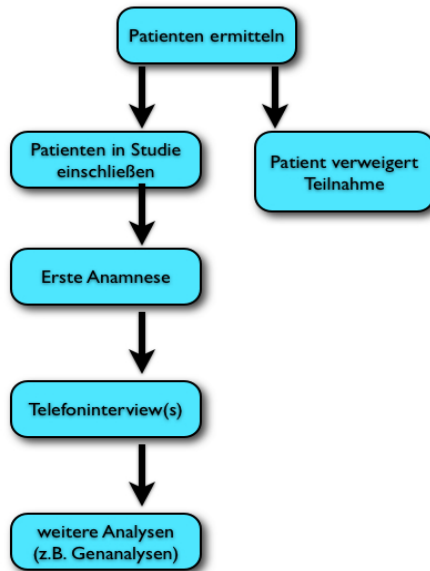 Patienten ermitteln
Patienten in Studie
einschließen
Patient verweigert
Teilnahme
Erste Anamnese
Telefoninterview(s)
weitere Analysen
(z.B. Genanalysen)